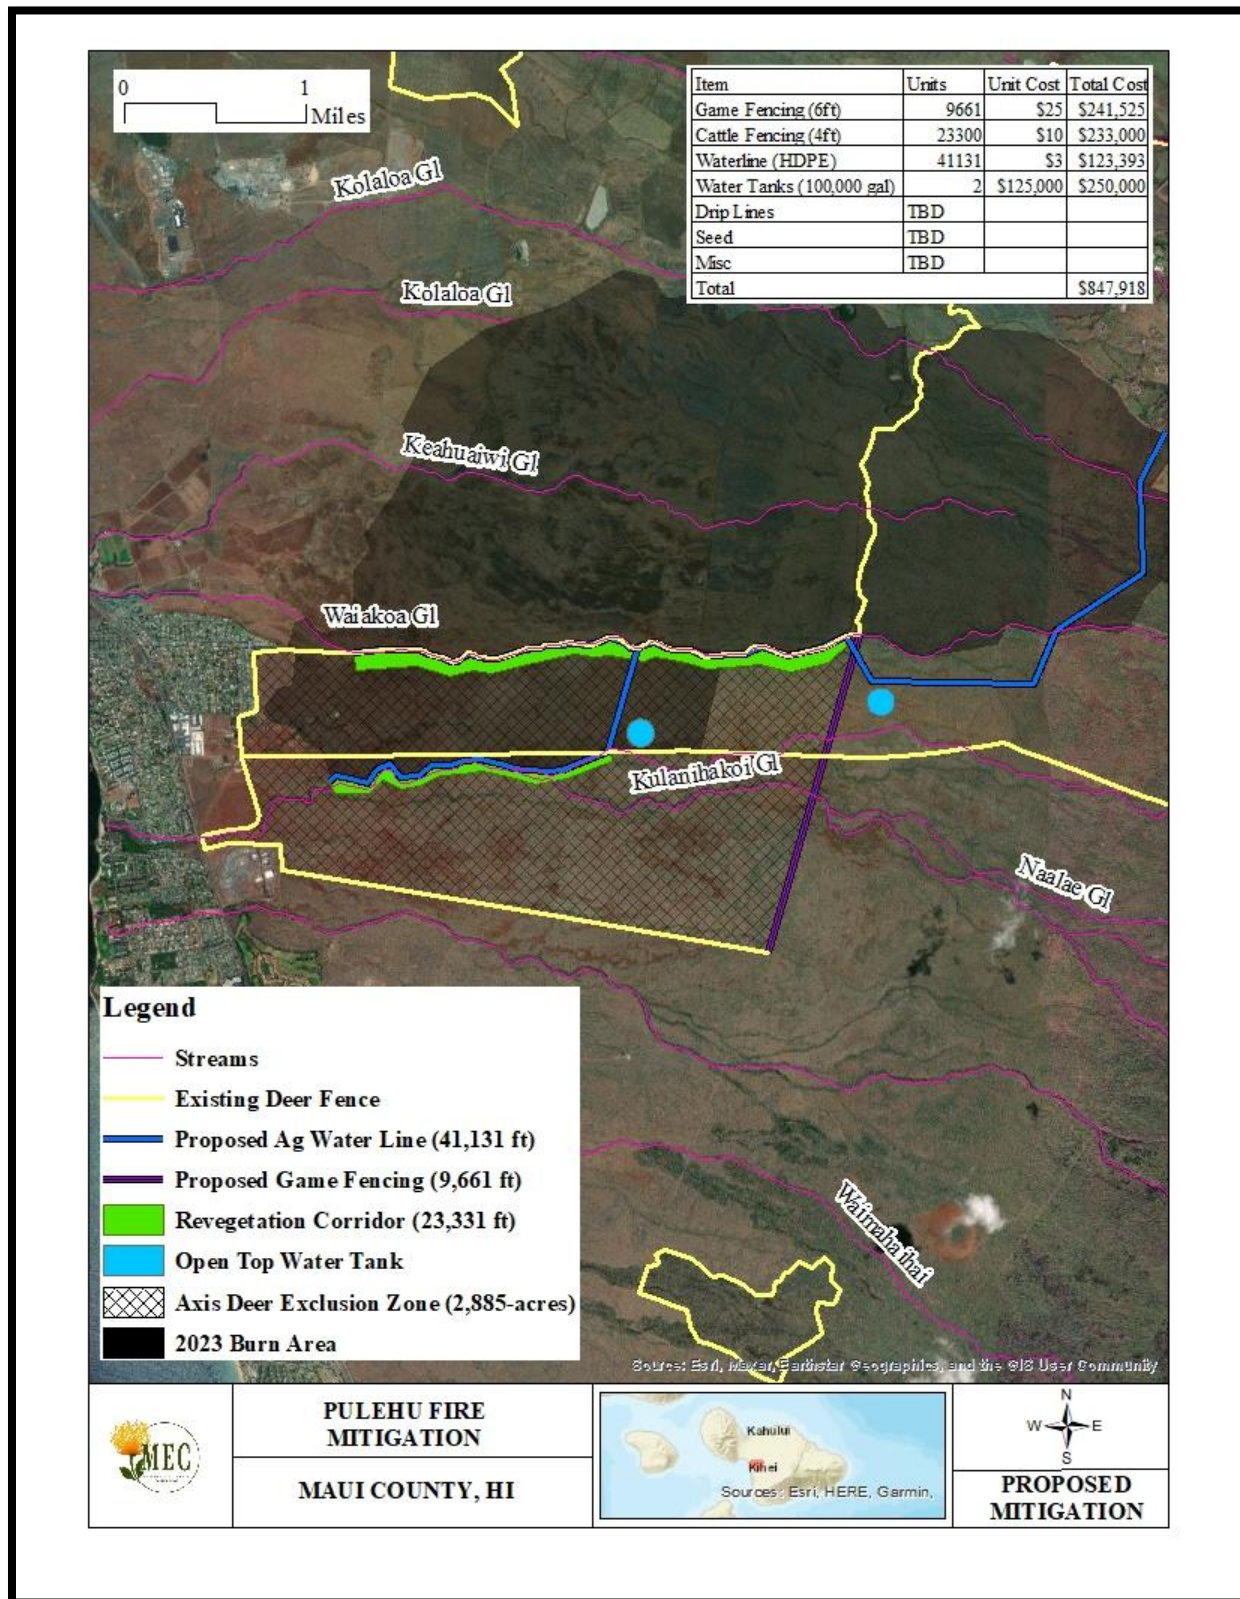 0 1
Miles
Item Units Unit Cost Total Cost
Game Fencing (6ft) 9661 $25 $241,525
Cattle Fencing (4ft) 23300 $10 $233,000
Waterline (HDPE) 41131 $3 $123,393
Water Tanks (100,000 gal) 2 $125,000 $250,000
Drip Lines TBD
Seed TBD
Misc TBD
Total $847,918
Kolaloa Gl
Kolaloa Gl
Keahuaiwi Gl
Waiakoa Gl
Kulanihakoi Gl
Naalae Gl
Waimahaihai
Legend
Streams
Existing Deer Fence
Proposed Ag Water Line (41,131 ft)
Proposed Game Fencing (9,661 ft)
Revegetation Corridor (23,331 ft)
Open Top Water Tank
Axis Deer Exclusion Zone (2,885-acres)
2023 Burn Area
Source: Esri, Maxar, Earthstar Geographics, and the GIS User Community
MEC
PULEHU FIRE
MITIGATION
MAUI COUNTY, HI
Kahului
Kihei
Sources: Esri, HERE, Garmin,
N
W E
S
PROPOSED
MITIGATION